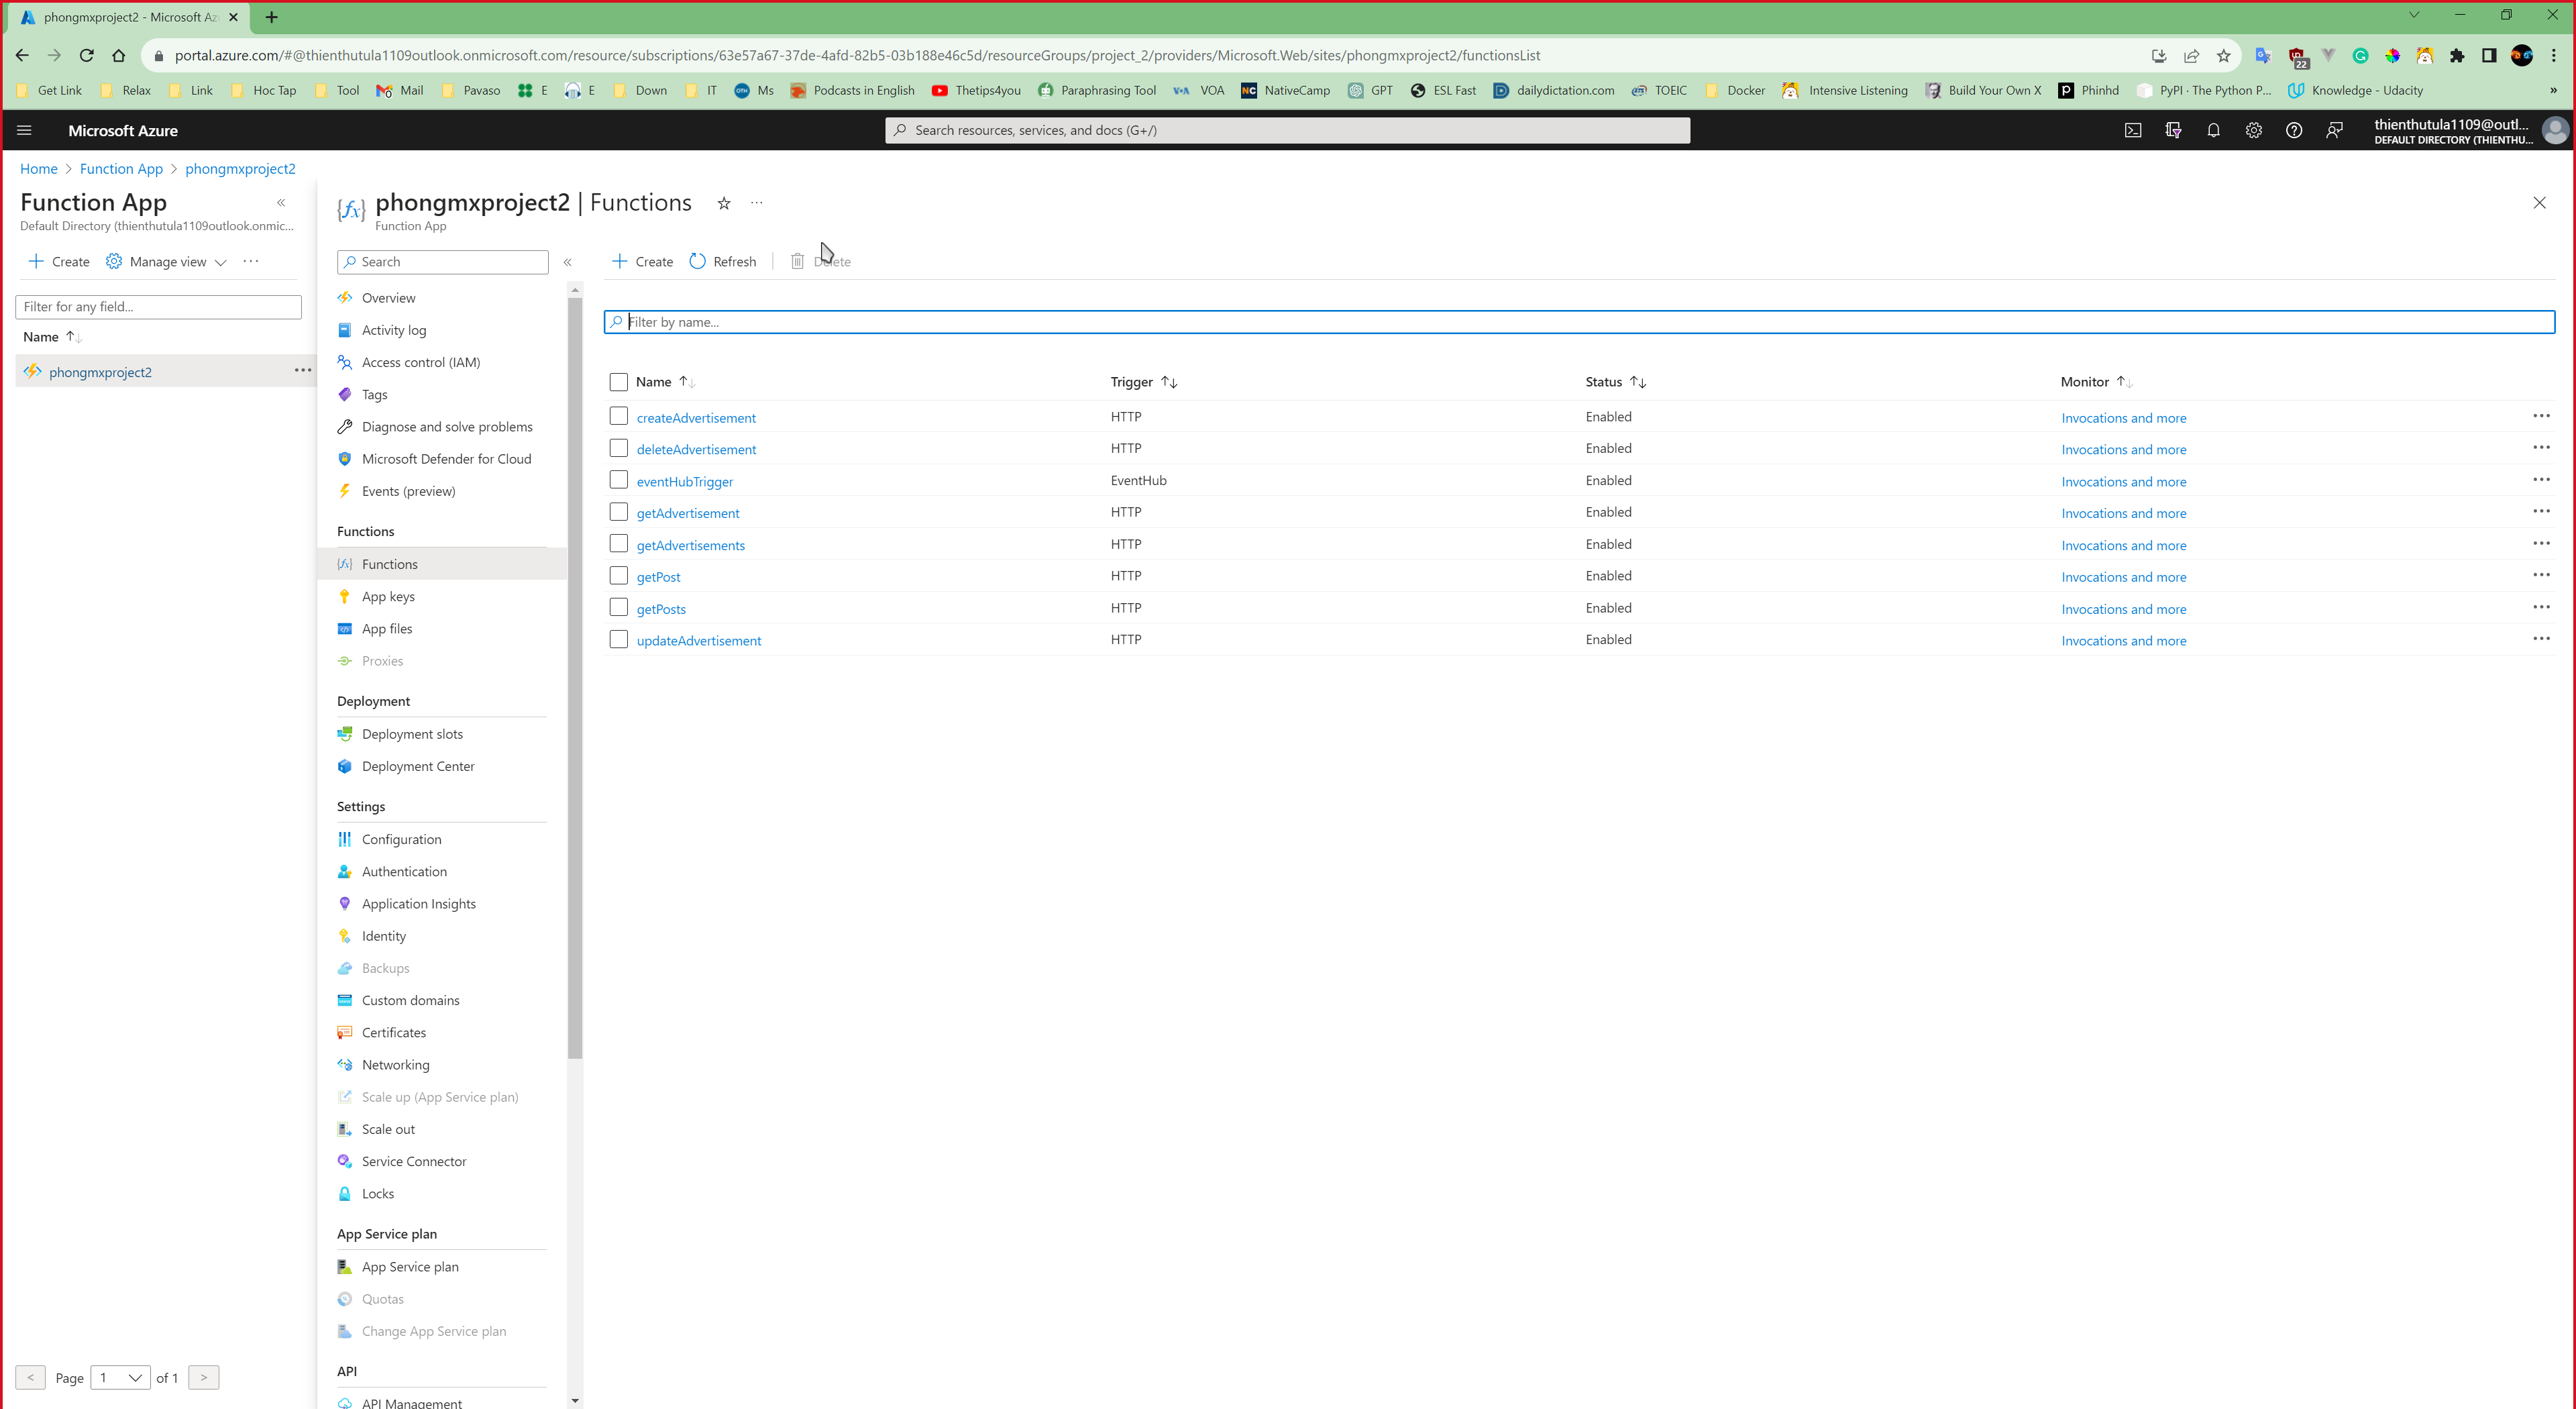 phongmxproject2 - Microsoft Az
portal.azure.com/#@thienthutula1109outlook.onmicrosoft.com/resource/subscriptions/63e57a67-37de-4afd-82b5-03b188e46c5d/resourceGroups/project_2/providers/Microsoft.Web/sites/phongmxproject2/functionsList
22
Get Link Relax Link Hoc Tap Tool Mail Pavaso E E Down IT Ms Podcasts in English Thetips4you Paraphrasing Tool VOA NativeCamp GPT ESL Fast dailydictation.com TOEIC Docker Intensive Listening Build Your Own X Phinhd PyPI · The Python P... Knowledge - Udacity »
Microsoft Azure
Search resources, services, and docs (G+/)
thienthutula1109@outl...
DEFAULT DIRECTORY (THIENTHU...
Home > Function App > phongmxproject2
Function App
Default Directory (thienthutula1109outlook.onmic...
Create Manage view ...
Filter for any field...
Name
phongmxproject2
< Page 1 of 1 >
phongmxproject2 | Functions
Function App
Search
Overview
Activity log
Access control (IAM)
Tags
Diagnose and solve problems
Microsoft Defender for Cloud
Events (preview)
Functions
Functions
App keys
App files
Proxies
Deployment
Deployment slots
Deployment Center
Settings
Configuration
Authentication
Application Insights
Identity
Backups
Custom domains
Certificates
Networking
Scale up (App Service plan)
Scale out
Service Connector
Locks
App Service plan
App Service plan
Quotas
Change App Service plan
API
API Management
Create Refresh Delete
Filter by name...
Name Trigger Status Monitor
createAdvertisement HTTP Enabled Invocations and more
deleteAdvertisement HTTP Enabled Invocations and more
eventHubTrigger EventHub Enabled Invocations and more
getAdvertisement HTTP Enabled Invocations and more
getAdvertisements HTTP Enabled Invocations and more
getPost HTTP Enabled Invocations and more
getPosts HTTP Enabled Invocations and more
updateAdvertisement HTTP Enabled Invocations and more